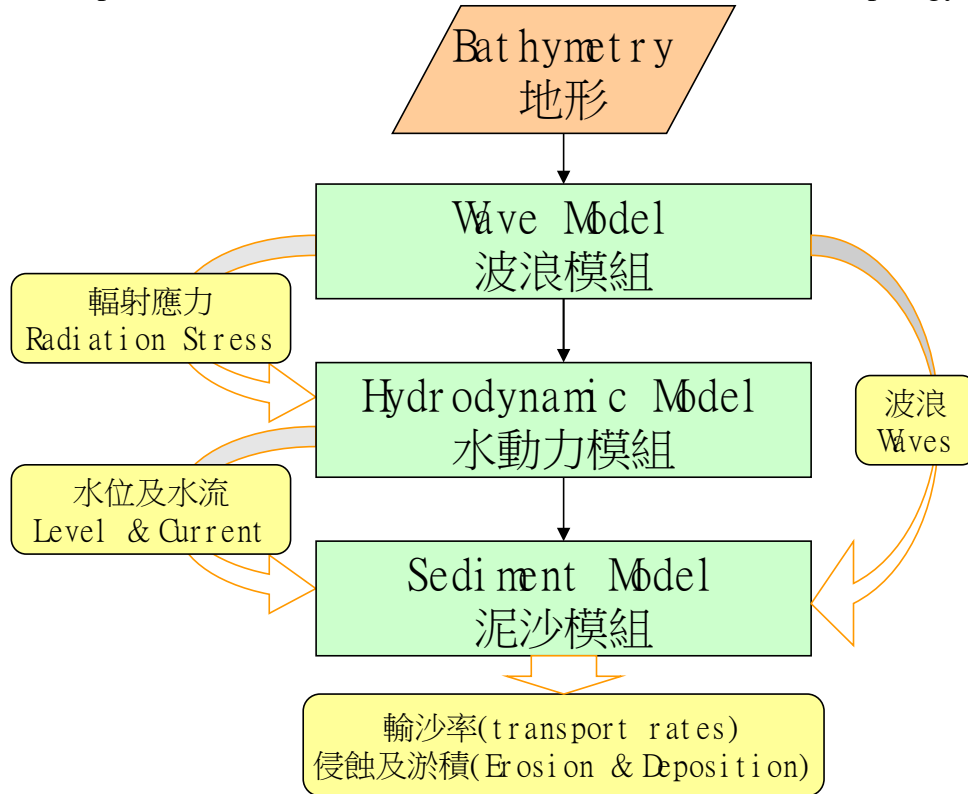 Bathymetry
地形
Wave Model
波浪模組
輻射應力
Radiation Stress
Hydrodynamic Model
水動力模組
波浪
Waves
水位及水流
Level & Current
Sediment Model
泥沙模組
輸沙率(transport rates)
侵蝕及淤積(Erosion & Deposition)